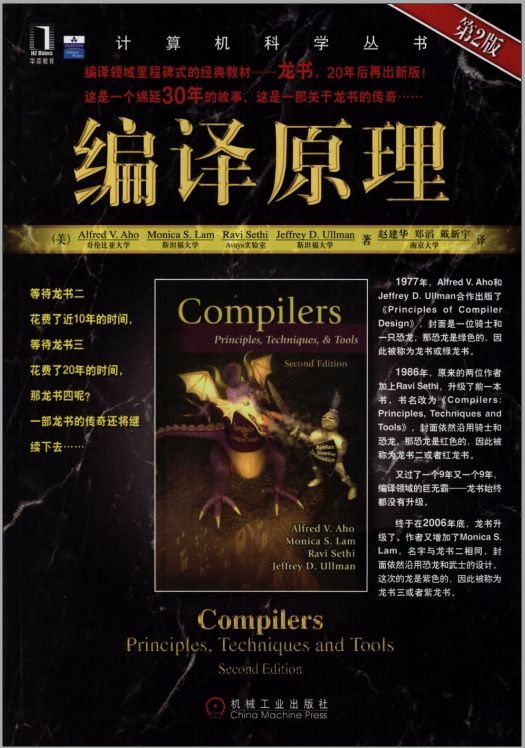 HZ Books
华章教育
PEARSON
计算机科学丛书
第2版
编译领域里程碑式的经典教材——龙书，20年后再出新版！
这是一个绵延30年的故事，这是一部关于龙书的传奇……
编译原理
（美） Alfred V. Aho Monica S. Lam Ravi Sethi Jeffrey D. Ullman 著 赵建华 郑滔 戴新宇 译
哥伦比亚大学 斯坦福大学 Avaya实验室 斯坦福大学 南京大学
等待龙书二
花费了近10年的时间，
等待龙书三
花费了20年的时间，
那龙书四呢？
一部龙书的传奇还将继
续下去……
Compilers
Principles, Techniques, & Tools
Second Edition
Alfred V. Aho
Monica S. Lam
Ravi Sethi
Jeffrey D. Ullman
1977年，Alfred V. Aho和
Jeffrey D. Ullman合作出版了
《Principles of Compiler
Design》，封面是一位骑士和
一只恐龙，那恐龙是绿色的，因
此被称为龙书或绿龙书。
1986年，原来的两位作者
加上Ravi Sethi，升级了前一本
书，书名改为《Compilers:
Principles, Techniques and
Tools》，封面依然沿用骑士和
恐龙，那恐龙是红色的，因此被
称为龙书二或者红龙书。
又过了一个9年又一个9年，
编译领域的巨无霸——龙书始终
都没有升级。
终于在2006年底，龙书升
级了。作者又增加了Monica S.
Lam，名字与龙书二相同，封
面依然沿用恐龙和武士的设计，
这次的龙是紫色的，因此被称为
龙书三或者紫龙书。
Compilers
Principles, Techniques and Tools
Second Edition
机械工业出版社
China Machine Press